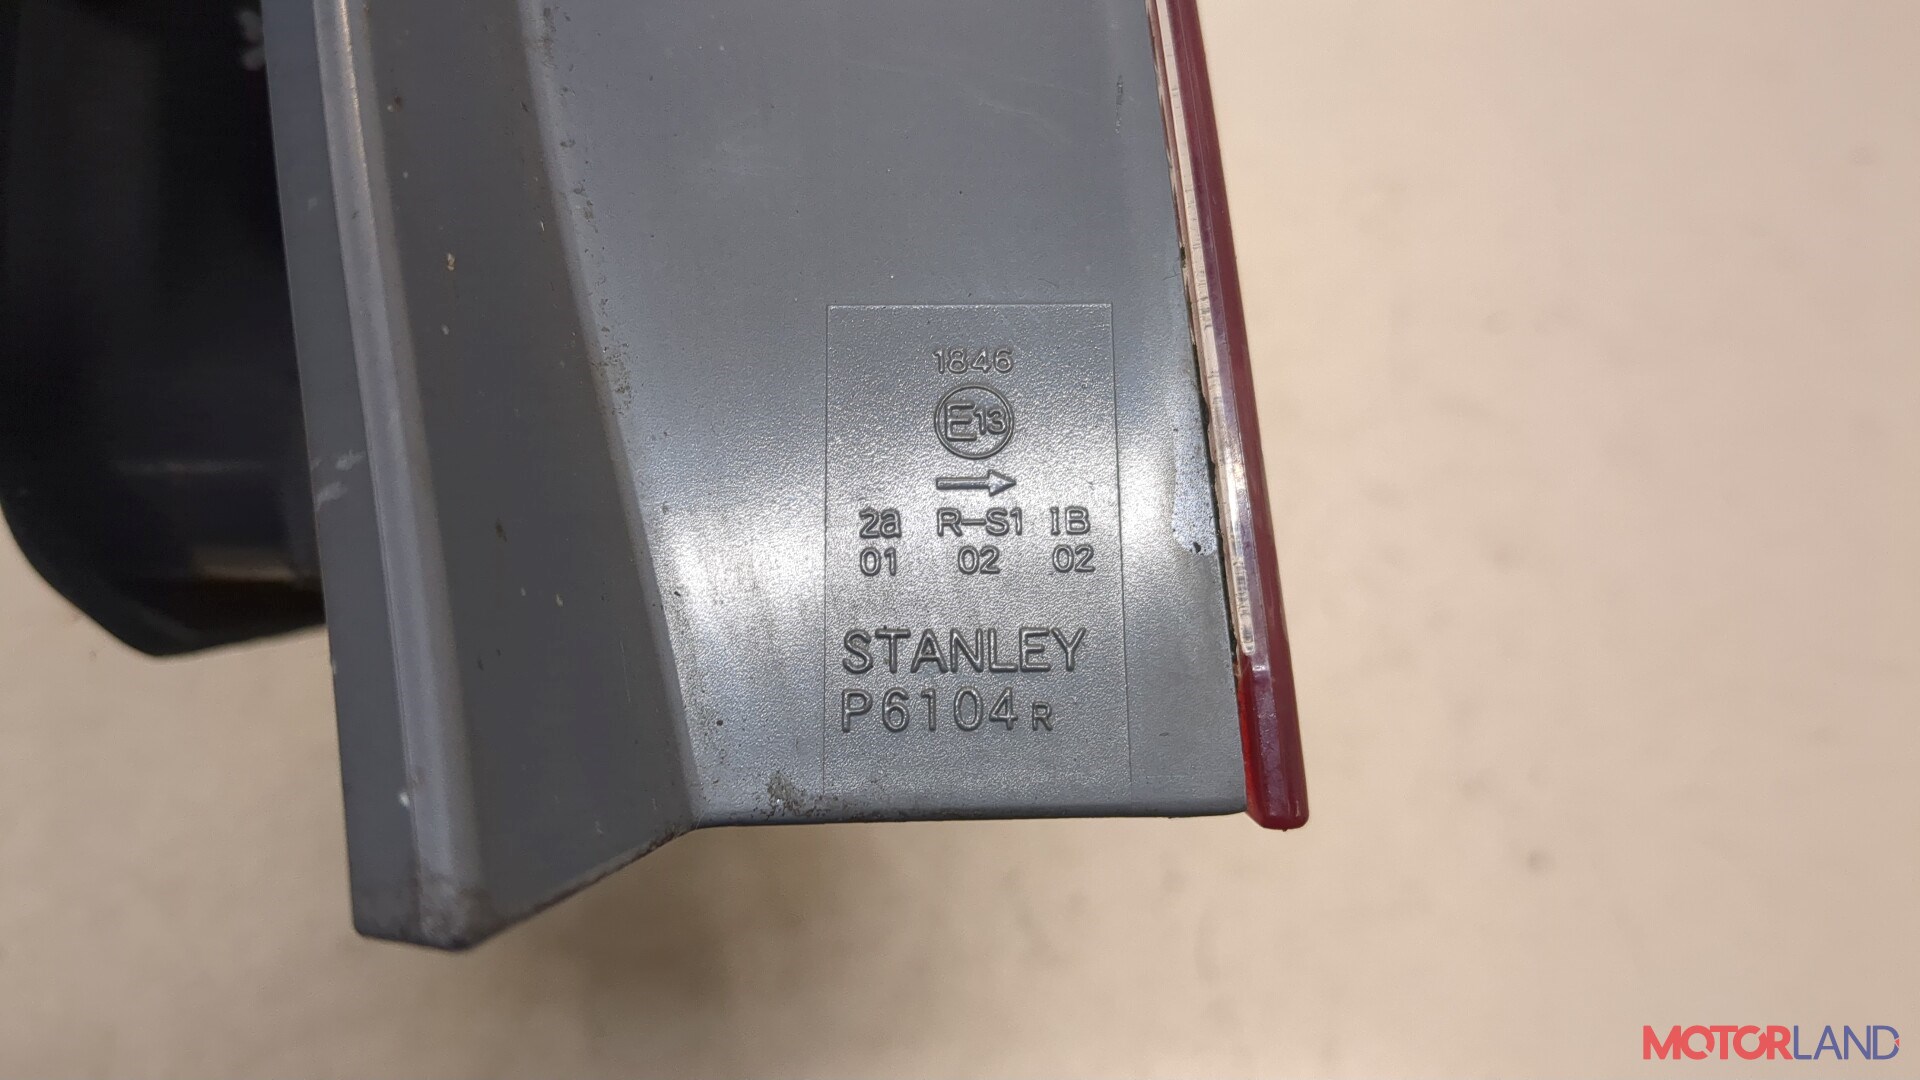 1846
E13
2a R-S1 IB
01 02 02
STANLEY
P6104R
MOTORLAND